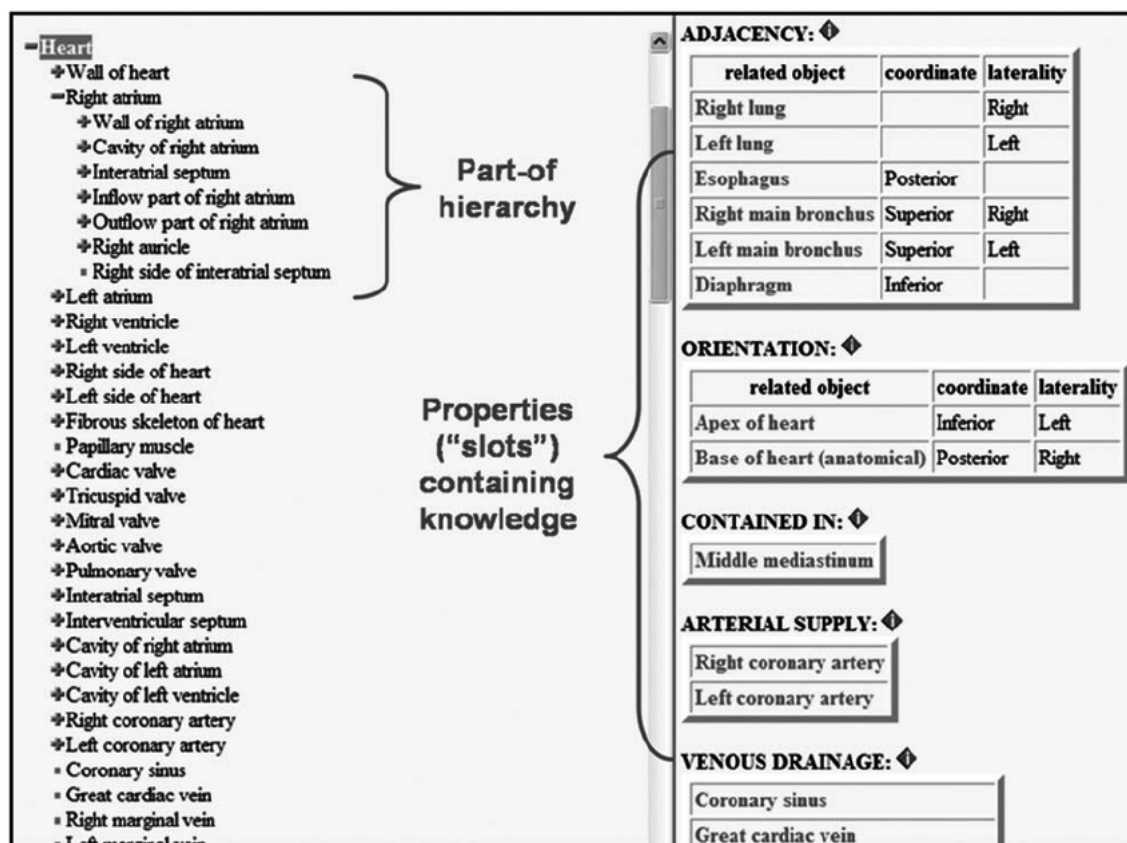 Heart
Wall of heart
Right atrium
Wall of right atrium
Cavity of right atrium
Interatrial septum
Inflow part of right atrium
Outflow part of right atrium
Right auricle
Right side of interatrial septum
Left atrium
Right ventricle
Left ventricle
Right side of heart
Left side of heart
Fibrous skeleton of heart
Papillary muscle
Cardiac valve
Tricuspid valve
Mitral valve
Aortic valve
Pulmonary valve
Interatrial septum
Interventricular septum
Cavity of right atrium
Cavity of left atrium
Cavity of left ventricle
Right coronary artery
Left coronary artery
Coronary sinus
Great cardiac vein
Right marginal vein
Left marginal vein
Part-of
hierarchy
Properties
(“slots”)
containing
knowledge
ADJACENCY:
related object coordinate laterality
Right lung Right
Left lung Left
Esophagus Posterior
Right main bronchus Superior Right
Left main bronchus Superior Left
Diaphragm Inferior
ORIENTATION:
related object coordinate laterality
Apex of heart Inferior Left
Base of heart (anatomical) Posterior Right
CONTAINED IN:
Middle mediastinum
ARTERIAL SUPPLY:
Right coronary artery
Left coronary artery
VENOUS DRAINAGE:
Coronary sinus
Great cardiac vein